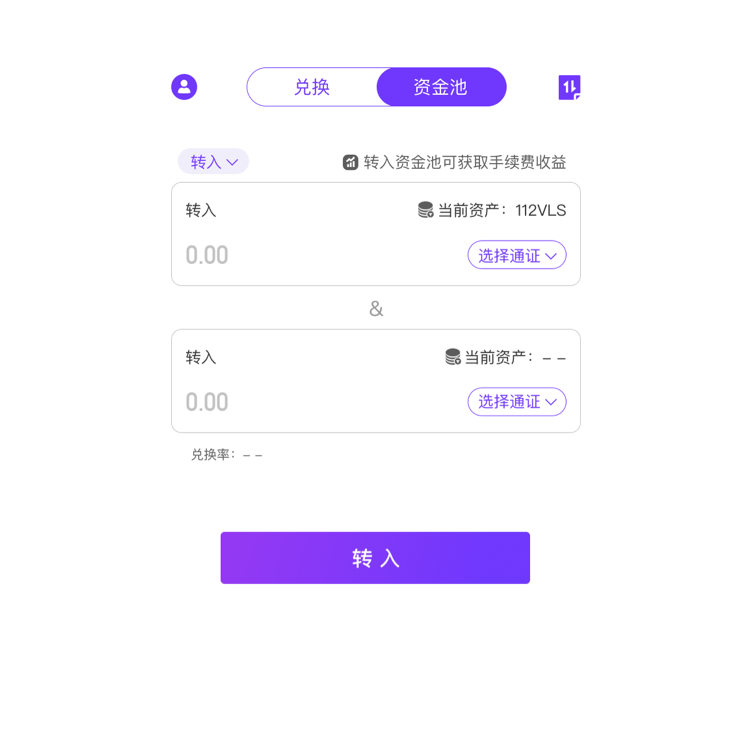 兑换 资金池
转入 转入资金池可获取手续费收益
转入 当前资产：112VLS
0.00 选择通证
&
转入 当前资产：– –
0.00 选择通证
兑换率：– –
转 入